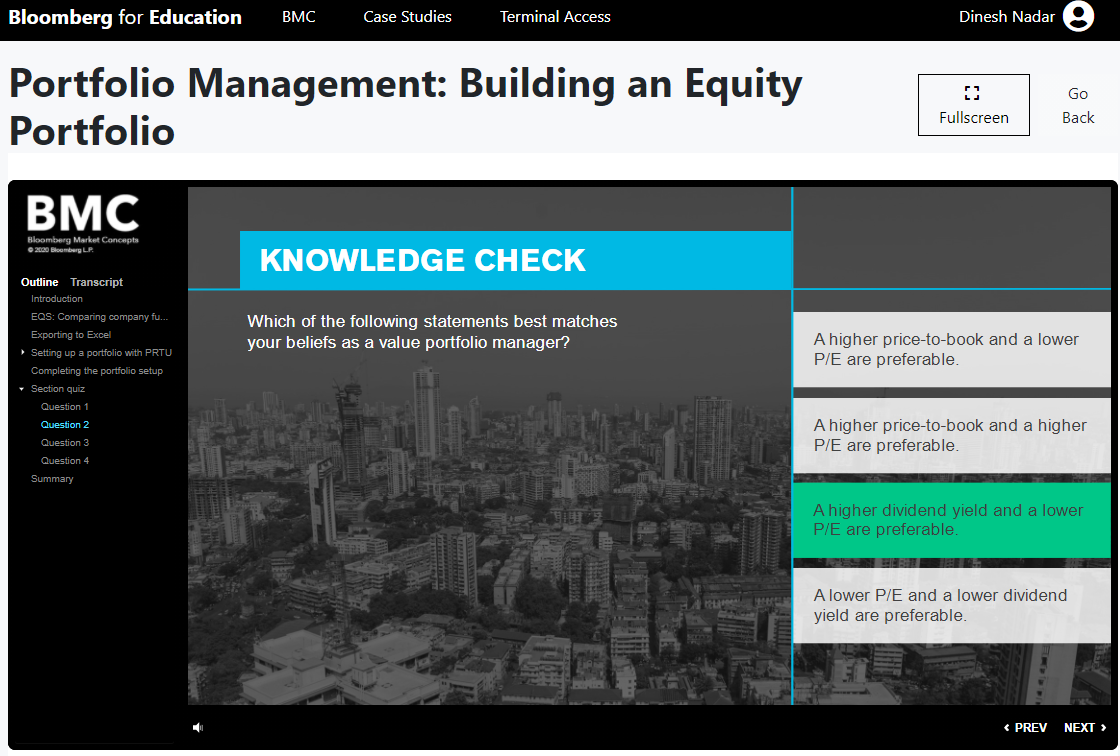 Bloomberg for Education BMC Case Studies Terminal Access Dinesh Nadar
Portfolio Management: Building an Equity
Portfolio
Fullscreen
Go
Back
BMC
Bloomberg Market Concepts
© 2020 Bloomberg L.P.
Outline Transcript
Introduction
EQS: Comparing company fu...
Exporting to Excel
Setting up a portfolio with PRTU
Completing the portfolio setup
Section quiz
Question 1
Question 2
Question 3
Question 4
Summary
KNOWLEDGE CHECK
Which of the following statements best matches
your beliefs as a value portfolio manager?
A higher price-to-book and a lower
P/E are preferable.
A higher price-to-book and a higher
P/E are preferable.
A higher dividend yield and a lower
P/E are preferable.
A lower P/E and a lower dividend
yield are preferable.
PREV NEXT